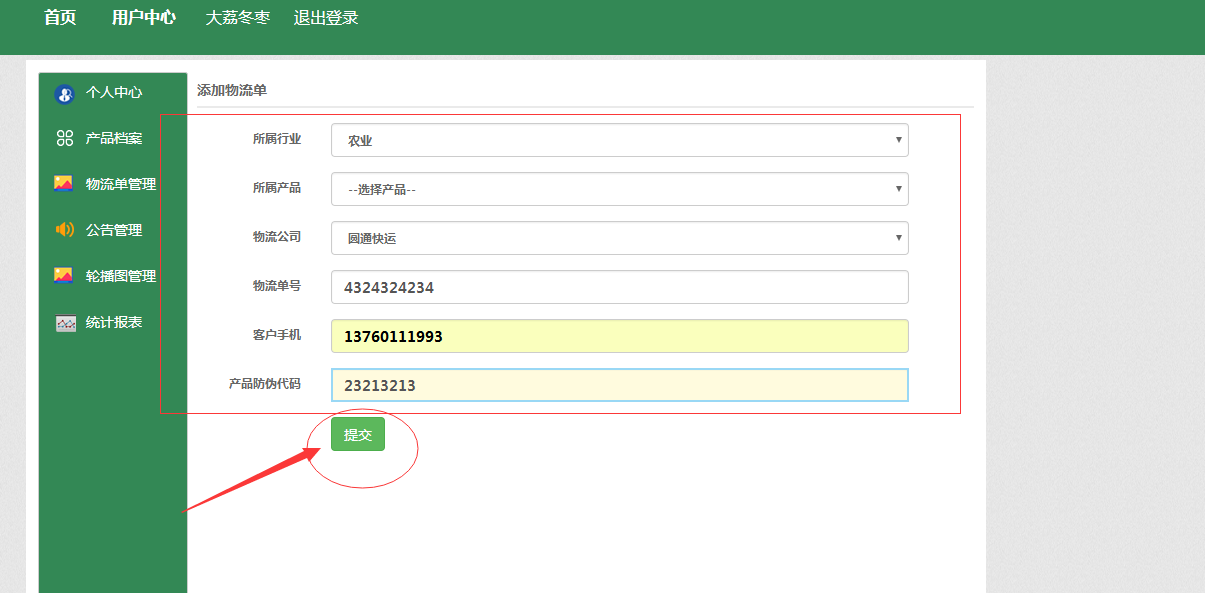 首页 用户中心 大荔冬枣 退出登录
个人中心
产品档案
物流单管理
公告管理
轮播图管理
统计报表
添加物流单
所属行业 农业
所属产品 --选择产品--
物流公司 圆通快运
物流单号 4324324234
客户手机 13760111993
产品防伪代码 23213213
提交